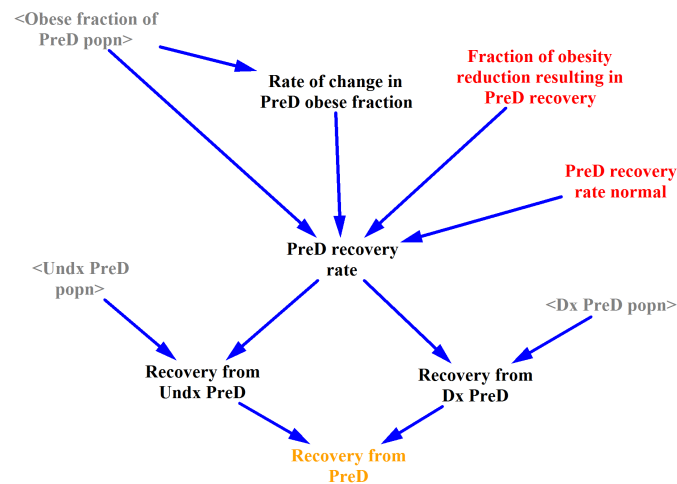 <Obese fraction of
PreD popn>
Rate of change in
PreD obese fraction
Fraction of obesity
reduction resulting in
PreD recovery
PreD recovery
rate normal
PreD recovery
rate
<Undx PreD
popn>
<Dx PreD popn>
Recovery from
Undx PreD
Recovery from
Dx PreD
Recovery from
PreD